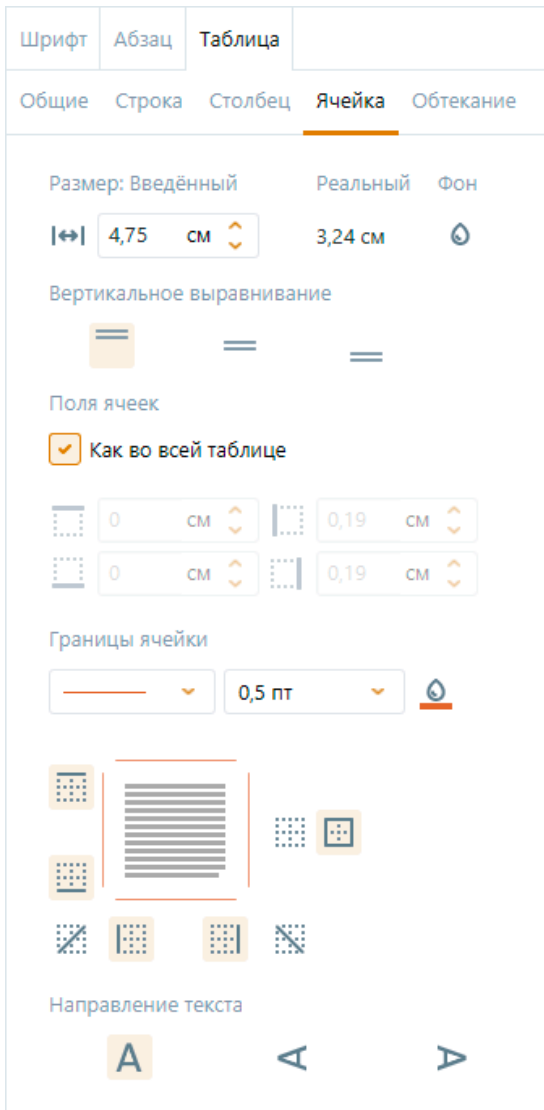 Шрифт Абзац Таблица
Общие Строка Столбец Ячейка Обтекание
Размер: Введённый Реальный Фон
4,75 см 3,24 см
Вертикальное выравнивание
Поля ячеек
Как во всей таблице
0 см 0,19 см
0 см 0,19 см
Границы ячейки
0,5 пт
Направление текста
A A A